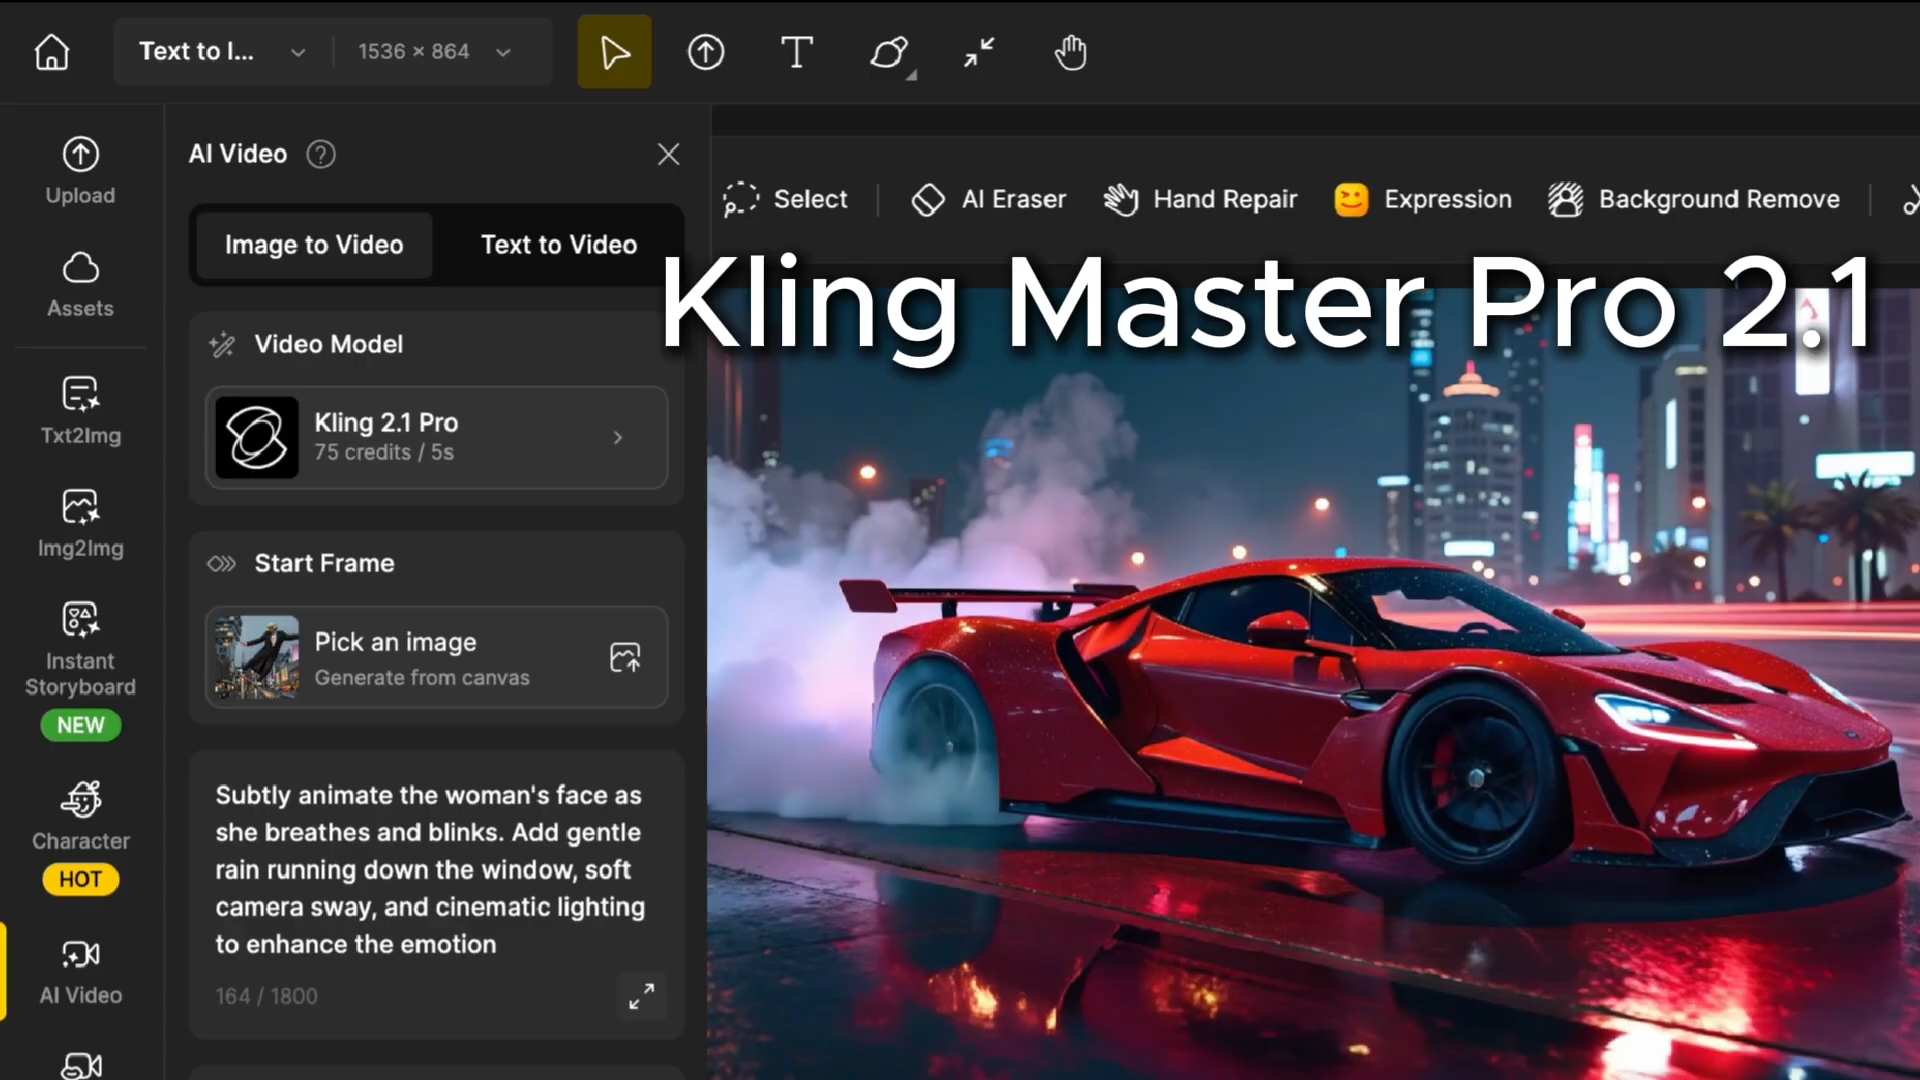 Text to I...
1536 × 864
T
AI Video
?
Upload
Assets
Txt2Img
Img2Img
Instant
Storyboard
NEW
Character
HOT
AI Video
Image to Video
Text to Video
Video Model
Kling 2.1 Pro
75 credits / 5s
Start Frame
Pick an image
Generate from canvas
Subtly animate the woman's face as
she breathes and blinks. Add gentle
rain running down the window, soft
camera sway, and cinematic lighting
to enhance the emotion
164 / 1800
Select
AI Eraser
Hand Repair
Expression
Background Remove
Kling Master Pro 2.1